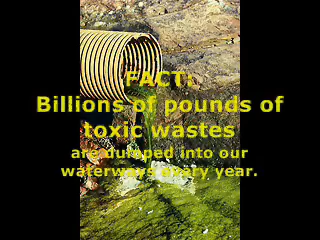 FACT:
Billions of pounds of
toxic wastes
are dumped into our
waterways every year.